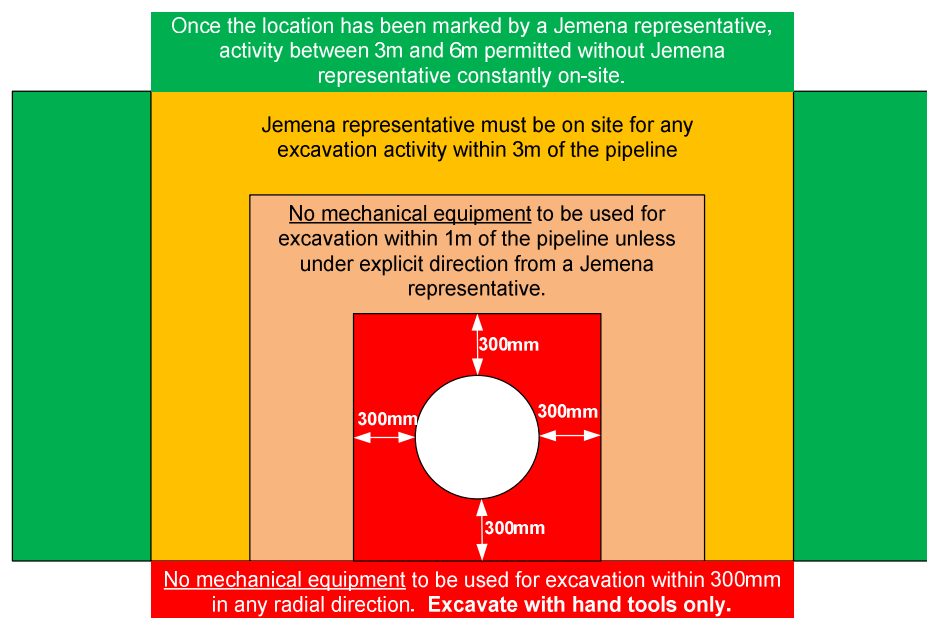 Once the location has been marked by a Jemena representative,
activity between 3m and 6m permitted without Jemena
representative constantly on-site.
Jemena representative must be on site for any
excavation activity within 3m of the pipeline
No mechanical equipment to be used for
excavation within 1m of the pipeline unless
under explicit direction from a Jemena
representative.
300mm
300mm
300mm
300mm
No mechanical equipment to be used for excavation within 300mm
in any radial direction. Excavate with hand tools only.